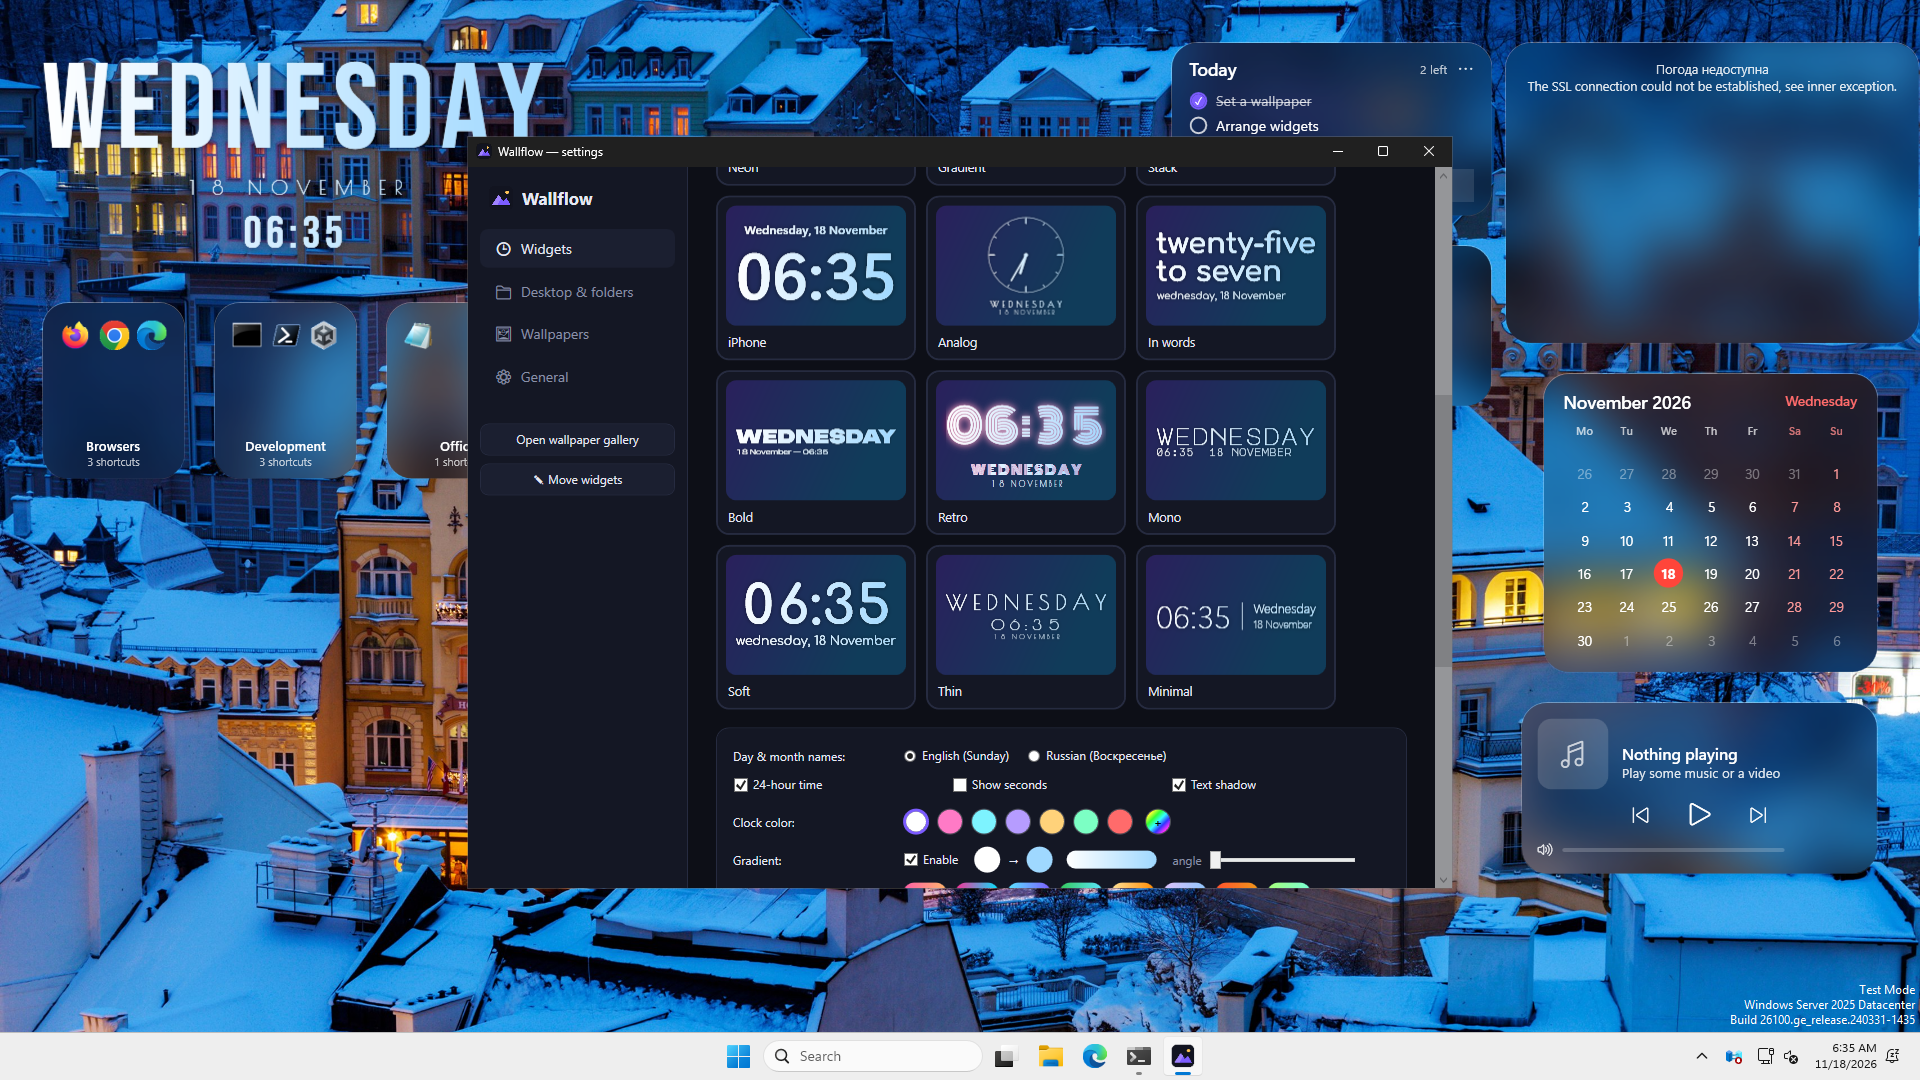 WEDNESDAY
18 NOVEMBER
06:35
Browsers
3 shortcuts
Development
3 shortcuts
Offic
1 short
Today
2 left
Set a wallpaper
Arrange widgets
Погода недоступна
The SSL connection could not be established, see inner exception.
Wallflow — settings
Wallflow
Widgets
Desktop & folders
Wallpapers
General
Open wallpaper gallery
Move widgets
Neon
Gradient
Stack
Wednesday, 18 November
06:35
iPhone
WEDNESDAY
18 NOVEMBER
Analog
twenty-five
to seven
wednesday, 18 November
In words
WEDNESDAY
18 November — 06:35
Bold
06:35
WEDNESDAY
18 NOVEMBER
Retro
WEDNESDAY
06:35 18 NOVEMBER
Mono
06:35
wednesday, 18 November
Soft
WEDNESDAY
06:35
18 NOVEMBER
Thin
06:35
Wednesday
18 November
Minimal
Day & month names:
English (Sunday)
Russian (Воскресенье)
24-hour time
Show seconds
Text shadow
Clock color:
Gradient:
Enable
→
angle
November 2026
Wednesday
Mo Tu We Th Fr Sa Su
26 27 28 29 30 31 1
2 3 4 5 6 7 8
9 10 11 12 13 14 15
16 17 18 19 20 21 22
23 24 25 26 27 28 29
30 1 2 3 4 5 6
Nothing playing
Play some music or a video
Test Mode
Windows Server 2025 Datacenter
Build 26100.ge_release.240331-1435
Search
6:35 AM
11/18/2026